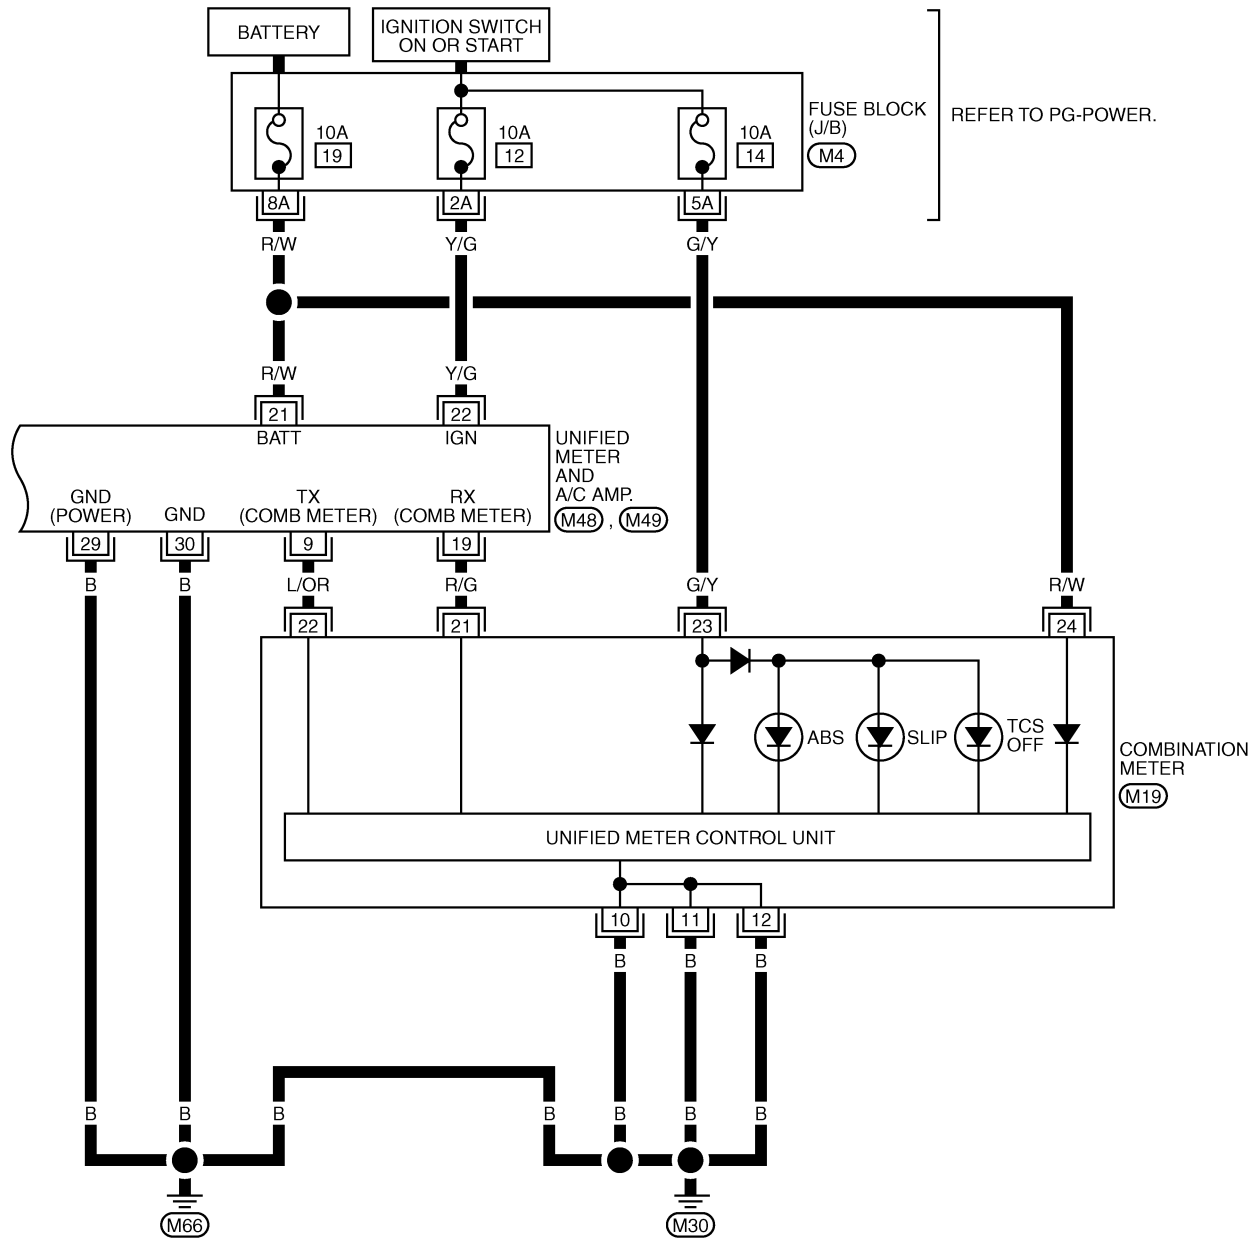 BATTERY
IGNITION SWITCH
ON OR START
10A
19
10A
12
10A
14
FUSE BLOCK
(J/B)
M4
REFER TO PG-POWER.
8A
2A
5A
R/W
Y/G
G/Y
R/W
Y/G
21
22
BATT
IGN
UNIFIED
METER
AND
A/C AMP.
M48 , M49
GND
(POWER)
GND
TX
(COMB METER)
RX
(COMB METER)
29
30
9
19
B
B
L/OR
R/G
G/Y
R/W
22
21
23
24
ABS
SLIP
TCS
OFF
COMBINATION
METER
M19
UNIFIED METER CONTROL UNIT
10
11
12
B
B
B
B
B
B
B
B
B
B
M66
M30